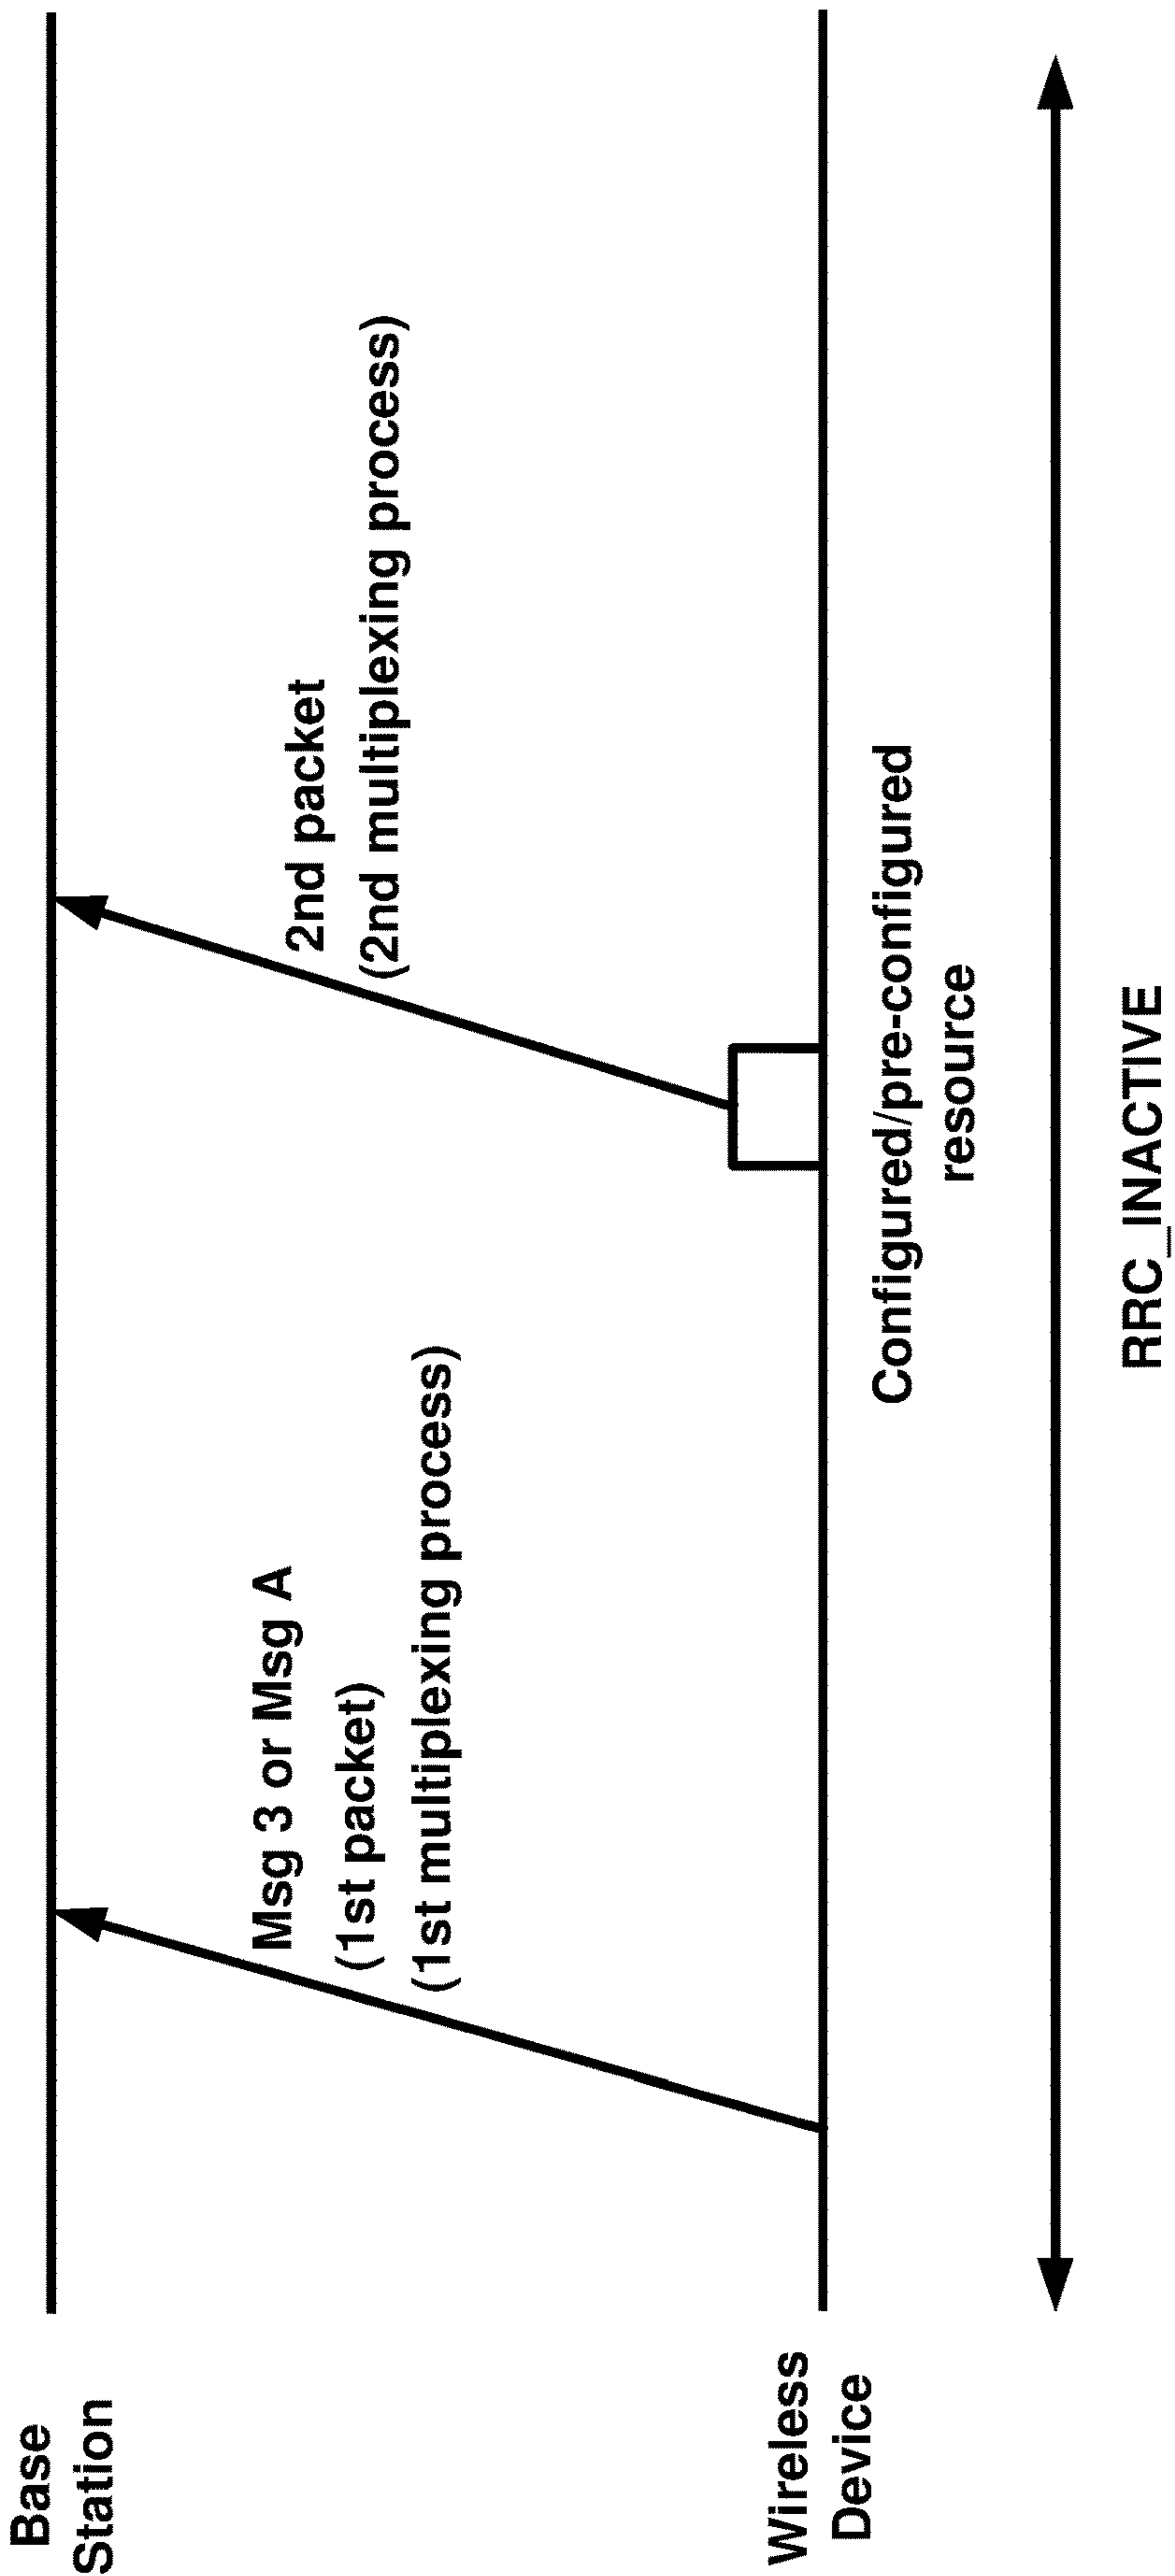 Base
Station
Msg 3 or Msg A
(1st packet)
(1st multiplexing process)
2nd packet
(2nd multiplexing process)
Wireless
Device
Configured/pre-configured
resource
RRC_INACTIVE